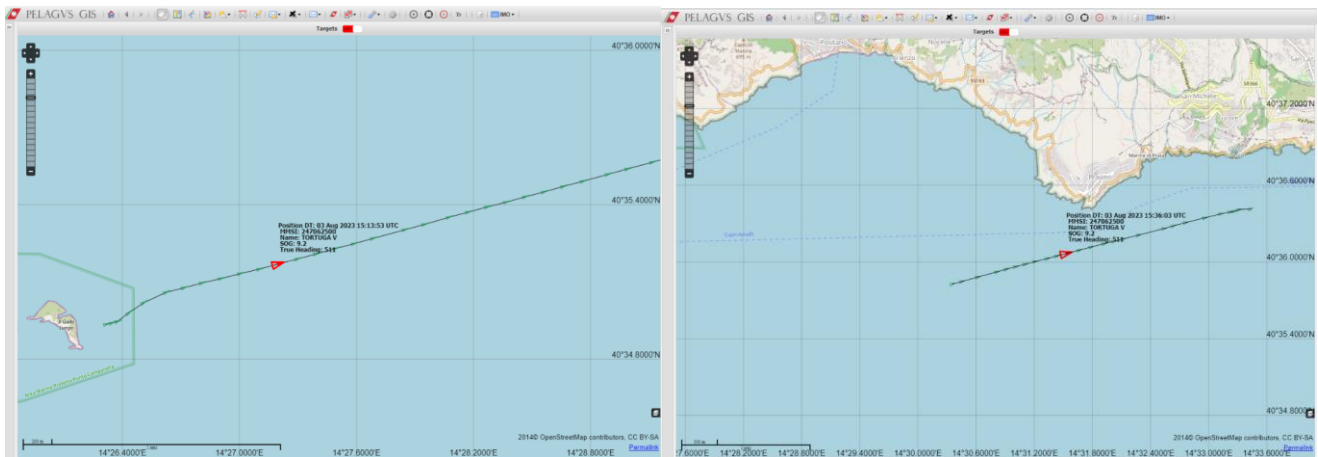 PELAGVS GIS
IMO
Targets
40°36.0000'N
40°35.4000'N
40°34.8000'N
Position DT: 03 Aug 2023 15:13:53 UTC
MMSI: 247062500
Name: TORTUGA V
SOG: 9.2
True Heading: 511
2014© OpenStreetMap contributors, CC BY-SA
Permalink
14°26.4000'E
14°27.0000'E
14°27.6000'E
14°28.2000'E
14°28.8000'E
PELAGVS GIS
IMO
Targets
Positano
40°37.2000'N
40°36.6000'N
Position DT: 03 Aug 2023 15:36:03 UTC
MMSI: 247062500
Name: TORTUGA V
SOG: 9.2
True Heading: 511
40°36.0000'N
40°35.4000'N
40°34.8000'N
2014© OpenStreetMap contributors, CC BY-SA
Permalink
7.6000'E
14°28.2000'E
14°28.8000'E
14°29.4000'E
14°30.0000'E
14°30.6000'E
14°31.2000'E
14°31.8000'E
14°32.4000'E
14°33.0000'E
14°33.6000'E